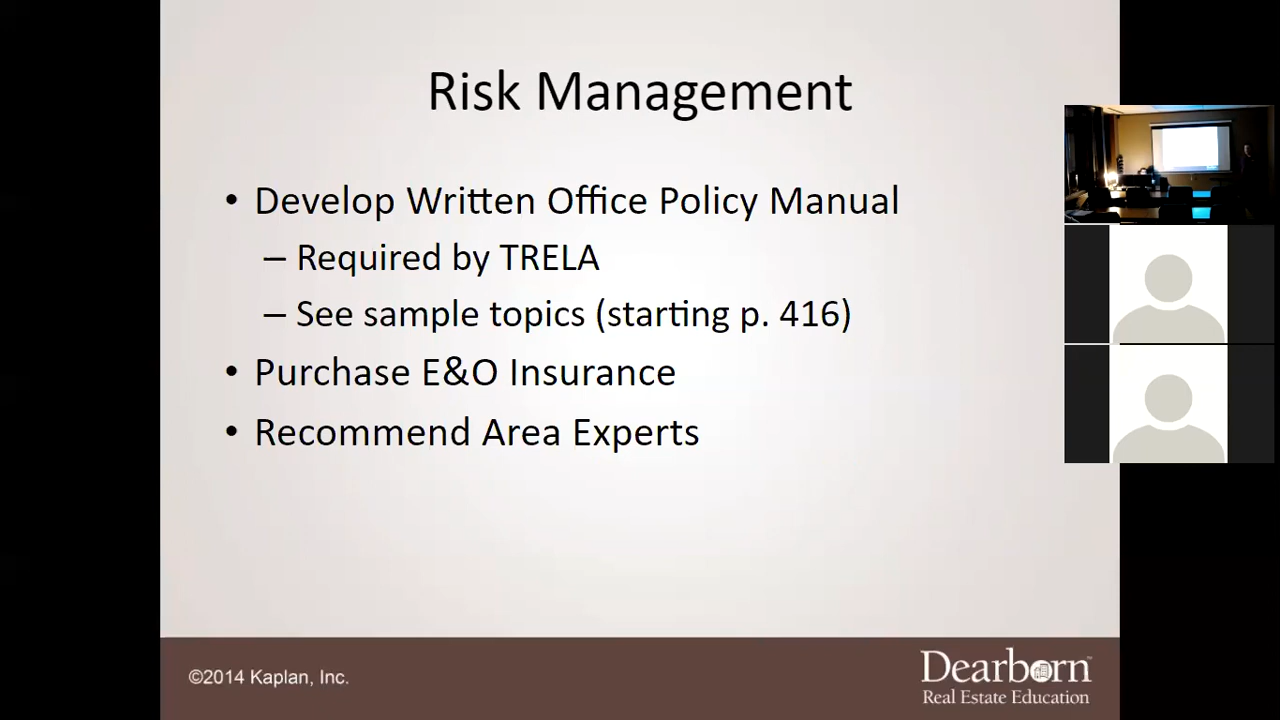 Risk Management
• Develop Written Office Policy Manual
– Required by TRELA
– See sample topics (starting p. 416)
• Purchase E&O Insurance
• Recommend Area Experts
©2014 Kaplan, Inc.
Dearborn™
Real Estate Education